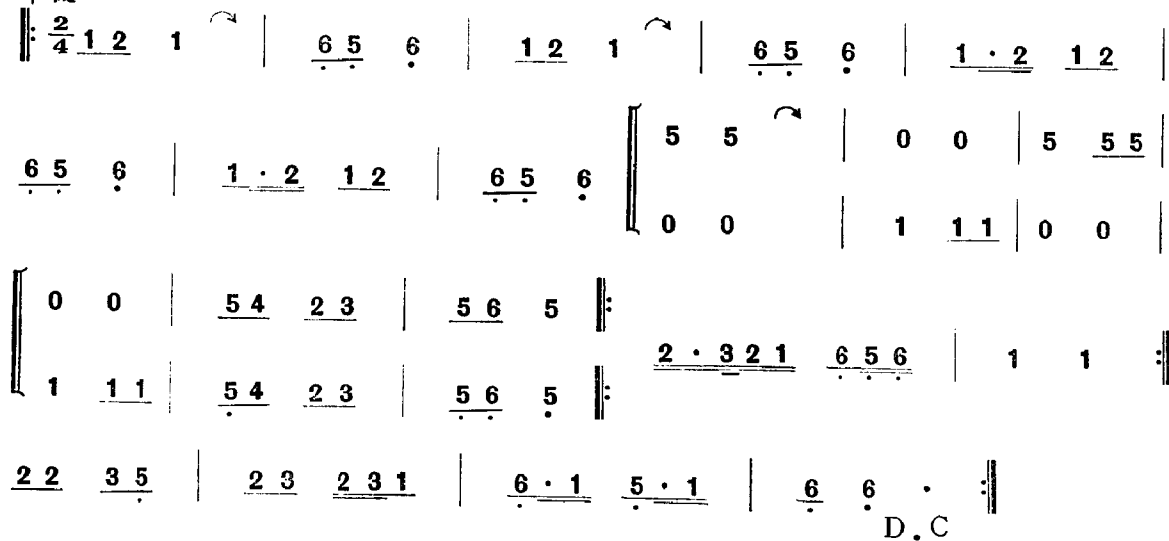 2/4 1 2 1 | 6 5 6 | 1 2 1 | 6 5 6 | 1 · 2 1 2 |
6 5 6 | 1 · 2 1 2 | 6 5 6
5 5 | 0 0 | 5 5 5 |
0 0 | 1 1 1 | 0 0 |
0 0 | 5 4 2 3 | 5 6 5 ‖:
1 1 1 | 5 4 2 3 | 5 6 5 ‖:
2 · 3 2 1 6 5 6 | 1 1 :‖
2 2 3 5 | 2 3 2 3 1 | 6 · 1 5 · 1 | 6 6 · :‖
D.C